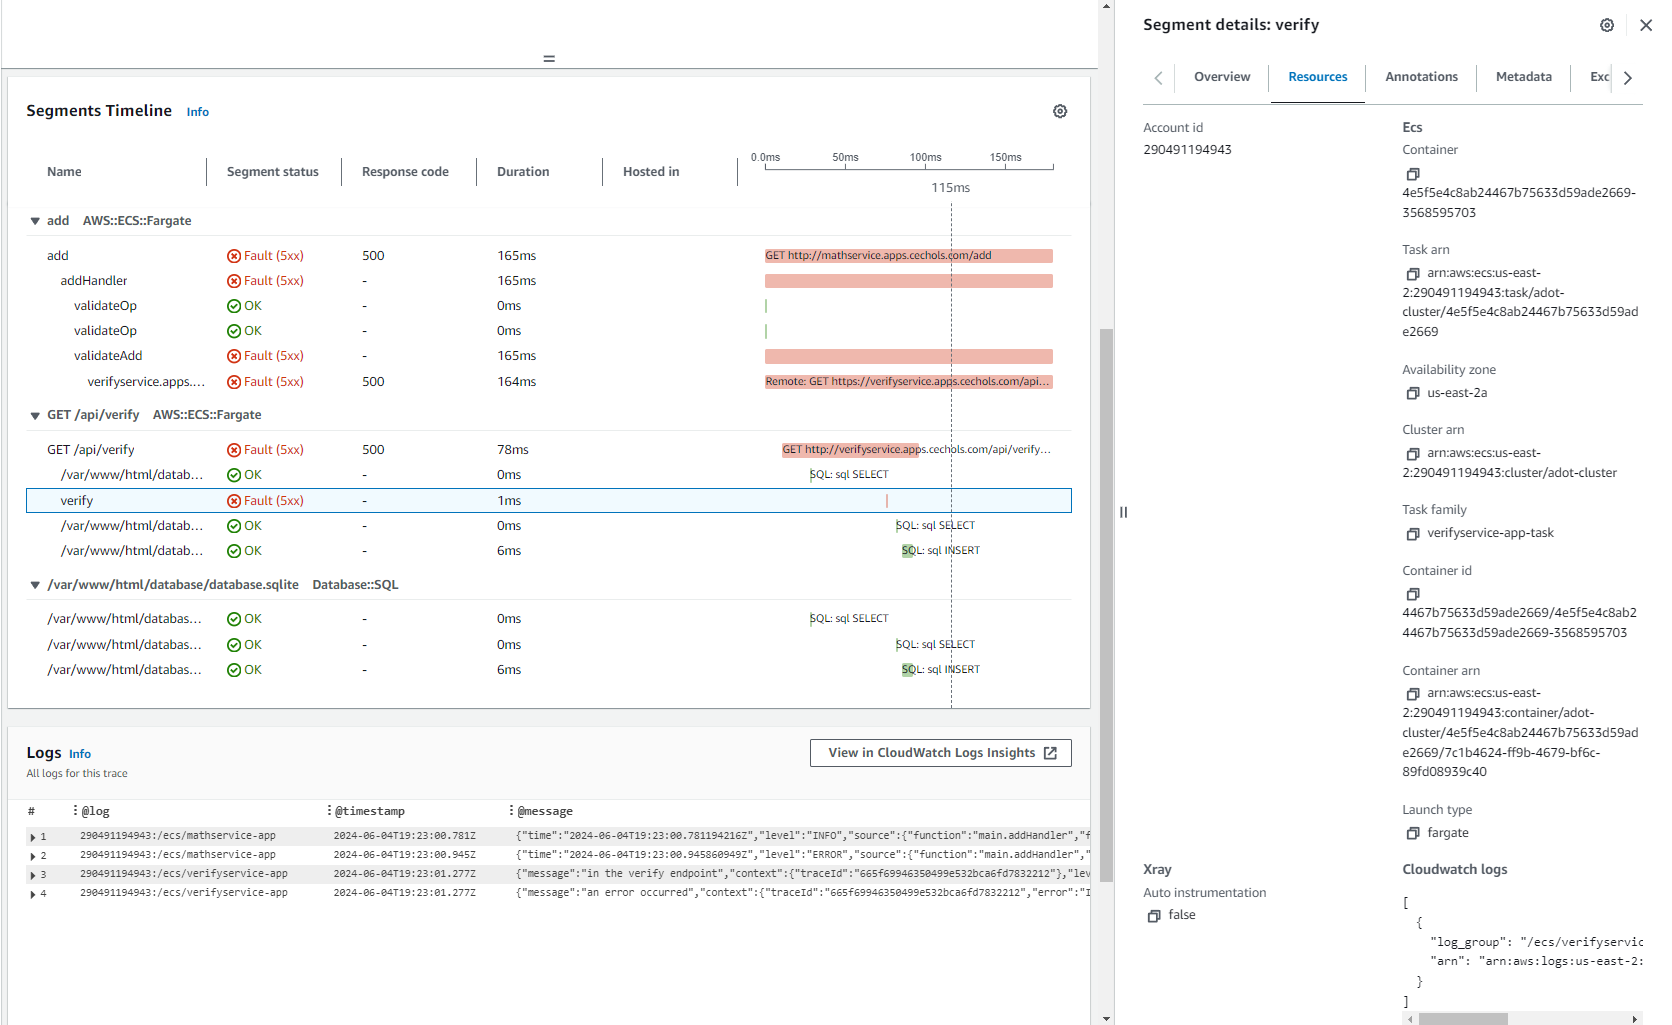 Segments Timeline Info
Name Segment status Response code Duration Hosted in
0.0ms 50ms 100ms 150ms
115ms
add AWS::ECS::Fargate
add Fault (5xx) 500 165ms GET http://mathservice.apps.cechols.com/add
addHandler Fault (5xx) - 165ms
validateOp OK - 0ms
validateOp OK - 0ms
validateAdd Fault (5xx) - 165ms
verifyservice.apps.... Fault (5xx) 500 164ms Remote: GET https://verifyservice.apps.cechols.com/api...
GET /api/verify AWS::ECS::Fargate
GET /api/verify Fault (5xx) 500 78ms GET http://verifyservice.apps.cechols.com/api/verify...
/var/www/html/datab... OK - 0ms SQL: sql SELECT
verify Fault (5xx) - 1ms
/var/www/html/datab... OK - 0ms SQL: sql SELECT
/var/www/html/datab... OK - 6ms SQL: sql INSERT
/var/www/html/database/database.sqlite Database::SQL
/var/www/html/databas... OK - 0ms SQL: sql SELECT
/var/www/html/databas... OK - 0ms SQL: sql SELECT
/var/www/html/databas... OK - 6ms SQL: sql INSERT
Logs Info
All logs for this trace
View in CloudWatch Logs Insights
# @log @timestamp @message
1 290491194943:/ecs/mathservice-app 2024-06-04T19:23:00.781Z {"time":"2024-06-04T19:23:00.781194216Z","level":"INFO","source":{"function":"main.addHandler","f
2 290491194943:/ecs/mathservice-app 2024-06-04T19:23:00.945Z {"time":"2024-06-04T19:23:00.945860949Z","level":"ERROR","source":{"function":"main.addHandler","
3 290491194943:/ecs/verifyservice-app 2024-06-04T19:23:01.277Z {"message":"in the verify endpoint","context":{"traceId":"665f69946350499e532bca6fd7832212"},"lev
4 290491194943:/ecs/verifyservice-app 2024-06-04T19:23:01.277Z {"message":"an error occurred","context":{"traceId":"665f69946350499e532bca6fd7832212","error":"I
Segment details: verify
Overview Resources Annotations Metadata Exc
Account id
290491194943
Ecs
Container
4e5f5e4c8ab24467b75633d59ade2669-
3568595703
Task arn
arn:aws:ecs:us-east-
2:290491194943:task/adot-
cluster/4e5f5e4c8ab24467b75633d59ad
e2669
Availability zone
us-east-2a
Cluster arn
arn:aws:ecs:us-east-
2:290491194943:cluster/adot-cluster
Task family
verifyservice-app-task
Container id
4467b75633d59ade2669/4e5f5e4c8ab2
4467b75633d59ade2669-3568595703
Container arn
arn:aws:ecs:us-east-
2:290491194943:container/adot-
cluster/4e5f5e4c8ab24467b75633d59ad
e2669/7c1b4624-ff9b-4679-bf6c-
89fd08939c40
Launch type
fargate
Xray
Auto instrumentation
false
Cloudwatch logs
[
{
"log_group": "/ecs/verifyservic
"arn": "arn:aws:logs:us-east-2:
}
]